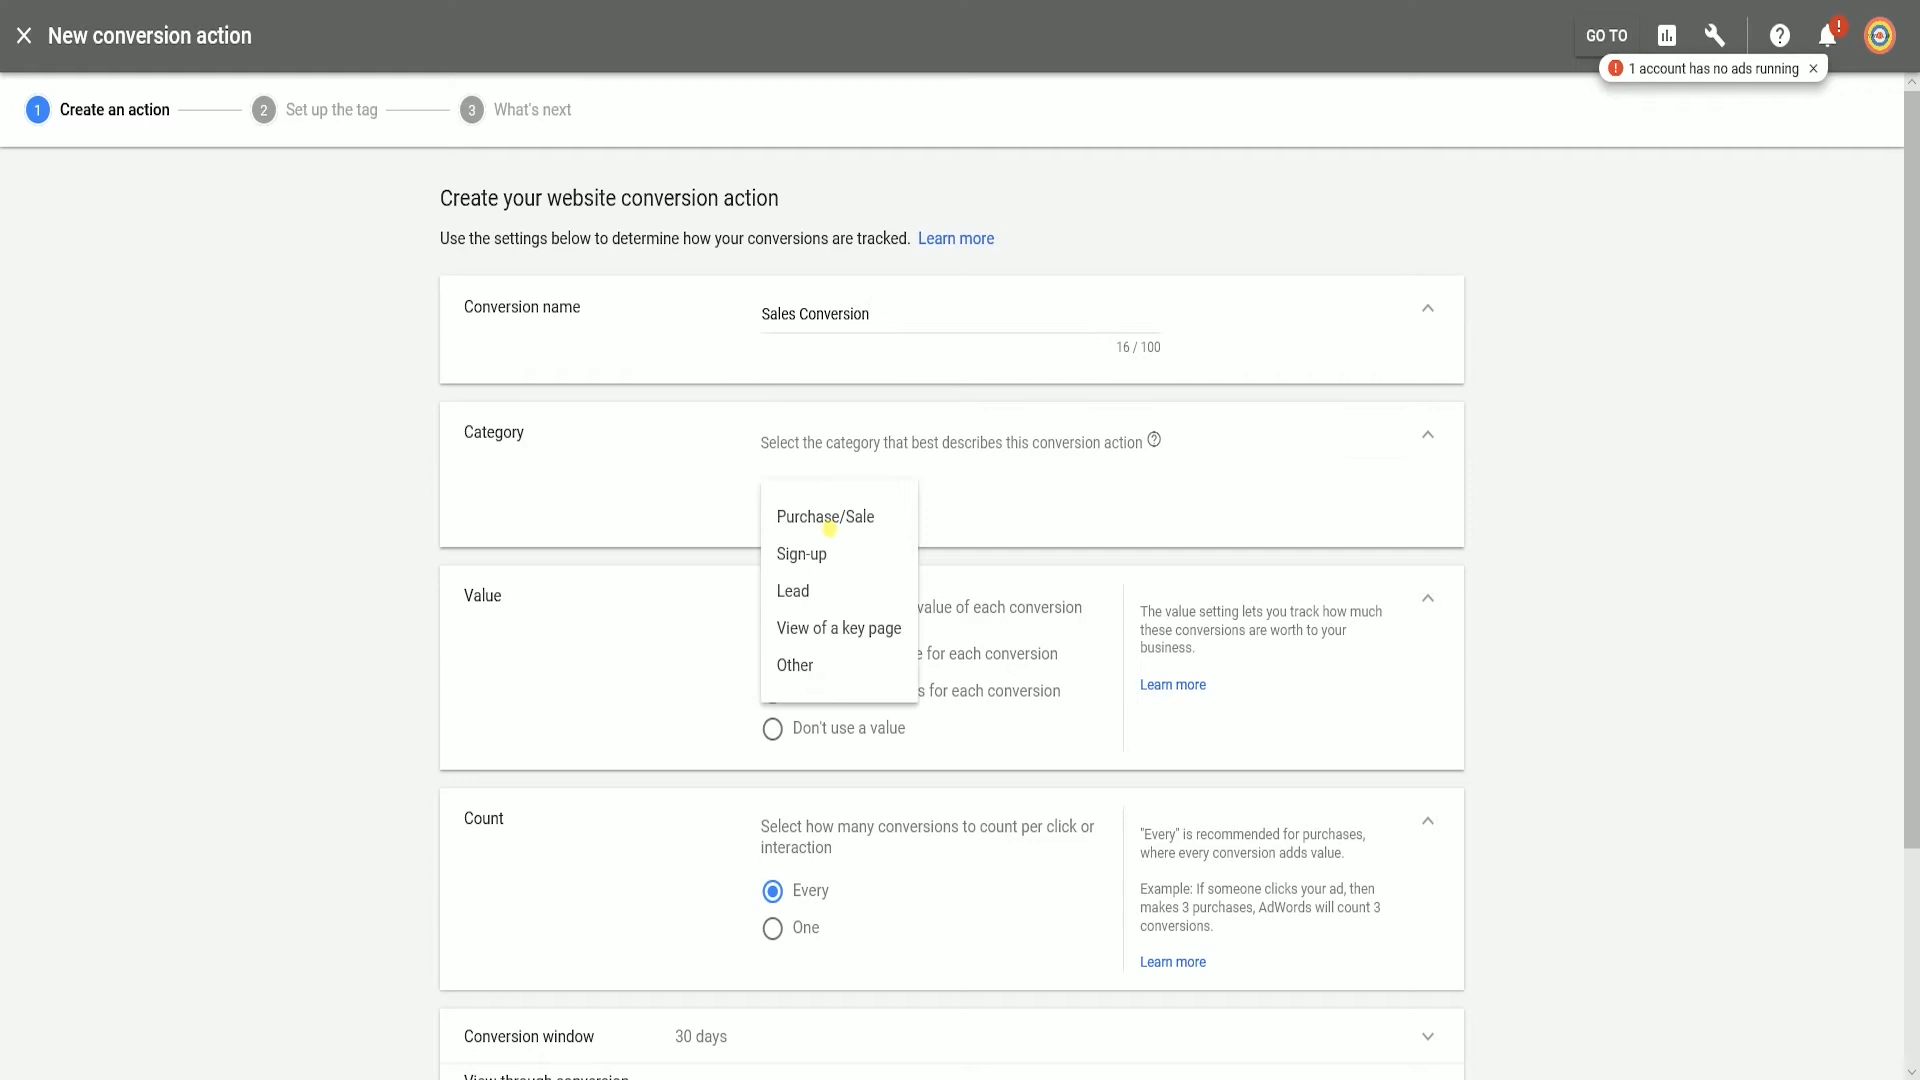 New conversion action
GO TO
!
! 1 account has no ads running
1 Create an action
2 Set up the tag
3 What's next
Create your website conversion action
Use the settings below to determine how your conversions are tracked. Learn more
Conversion name
Sales Conversion
16 / 100
Category
Select the category that best describes this conversion action
Purchase/Sale
Sign-up
Lead
View of a key page
Other
Value
value of each conversion
e for each conversion
s for each conversion
Don't use a value
The value setting lets you track how much
these conversions are worth to your
business.
Learn more
Count
Select how many conversions to count per click or
interaction
Every
One
"Every" is recommended for purchases,
where every conversion adds value.
Example: If someone clicks your ad, then
makes 3 purchases, AdWords will count 3
conversions.
Learn more
Conversion window 30 days
View through conversion